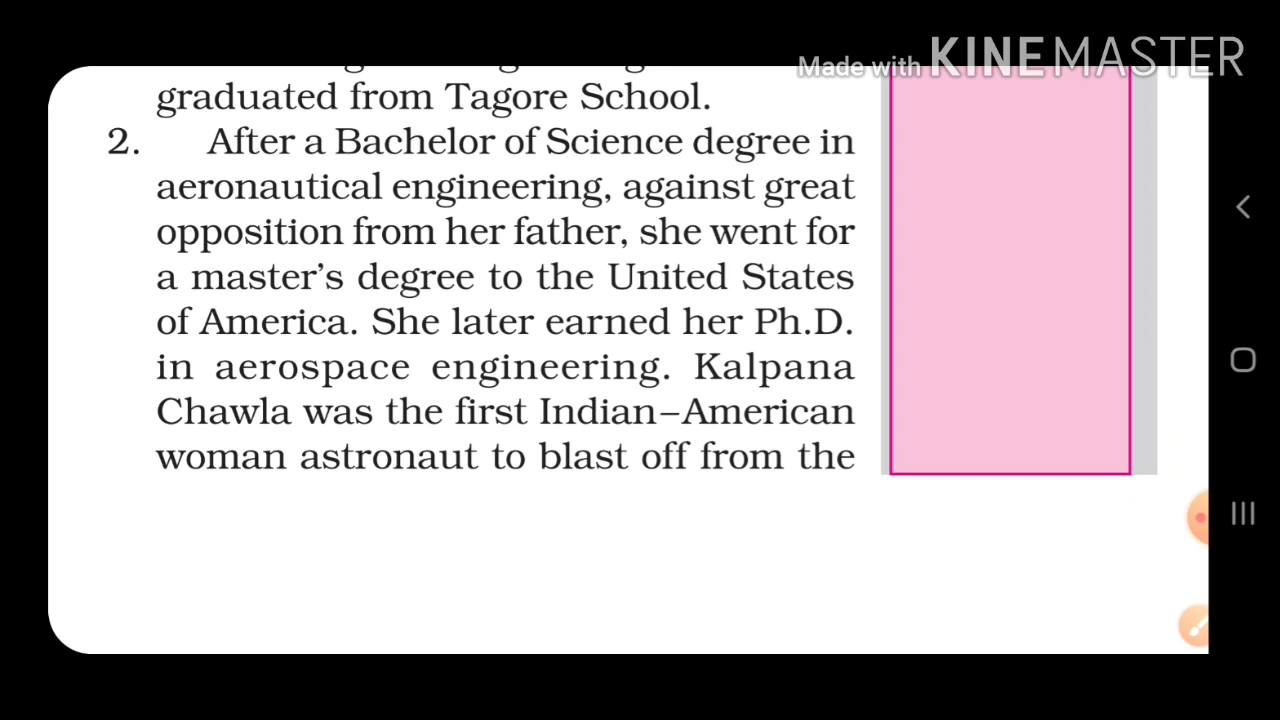 Made with KINEMASTER
graduated from Tagore School.
2. After a Bachelor of Science degree in
aeronautical engineering, against great
opposition from her father, she went for
a master's degree to the United States
of America. She later earned her Ph.D.
in aerospace engineering. Kalpana
Chawla was the first Indian–American
woman astronaut to blast off from the